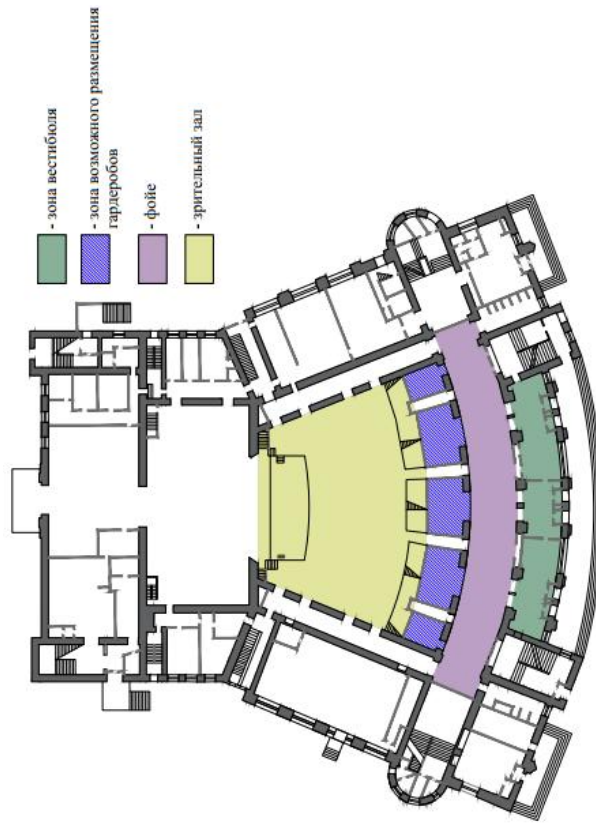 - зона вестибюля
- зона возможного размещения
гардеробов
- фойе
- зрительный зал